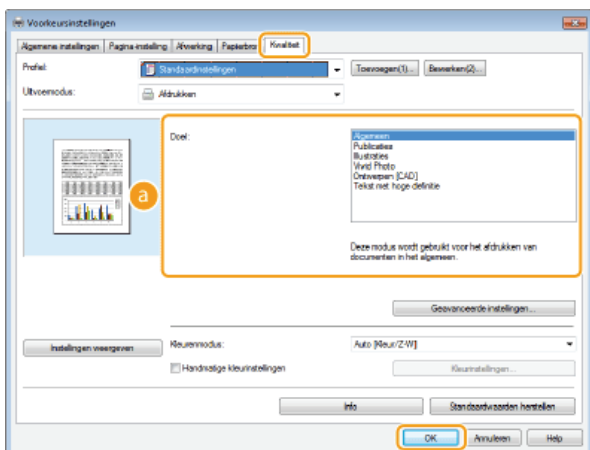 Voorkeursinstellingen
Algemene instellingen Pagina-instelling Afwerking Papierbron Kwaliteit
Profiel: Standaardinstellingen Toevoegen(1)... Bewerken(2)...
Uitvoermodus: Afdrukken
Doel: Algemeen
Publicaties
Illustraties
Vivid Photo
Ontwerpen [CAD]
Tekst met hoge definitie
a
Deze modus wordt gebruikt voor het afdrukken van
documenten in het algemeen.
Geavanceerde instellingen...
Instellingen weergeven Kleurenmodus: Auto [Kleur/Z-W]
Handmatige kleurinstellingen Kleurinstellingen...
Info Standaardwaarden herstellen
OK Annuleren Help